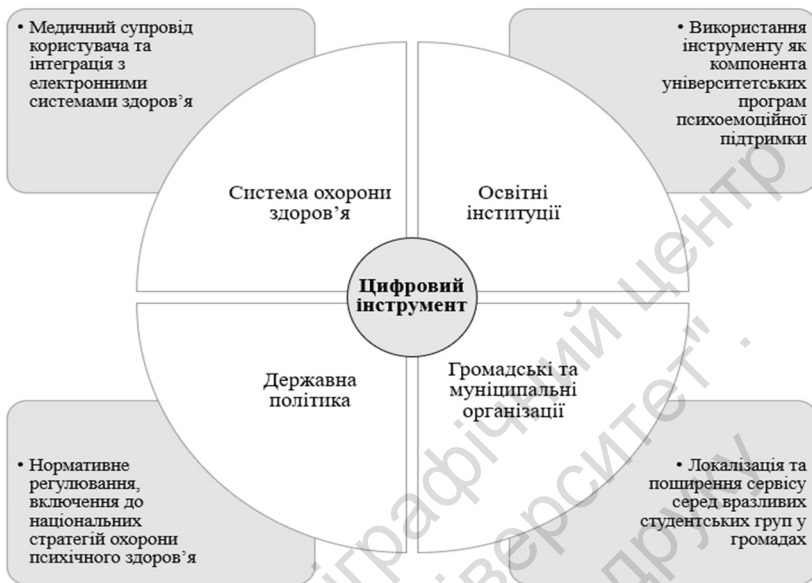 • Медичний супровід
користувача та
інтеграція з
електронними
системами здоров’я
• Використання
інструменту як
компонента
університетських
програм
психоемоційної
підтримки
Система охорони
здоров’я
Освітні
інституції
Цифровий
інструмент
Державна
політика
Громадські та
муніципальні
організації
• Нормативне
регулювання,
включення до
національних
стратегій охорони
психічного здоров’я
• Локалізація та
поширення сервісу
серед вразливих
студентських груп у
громадах
центр
друку